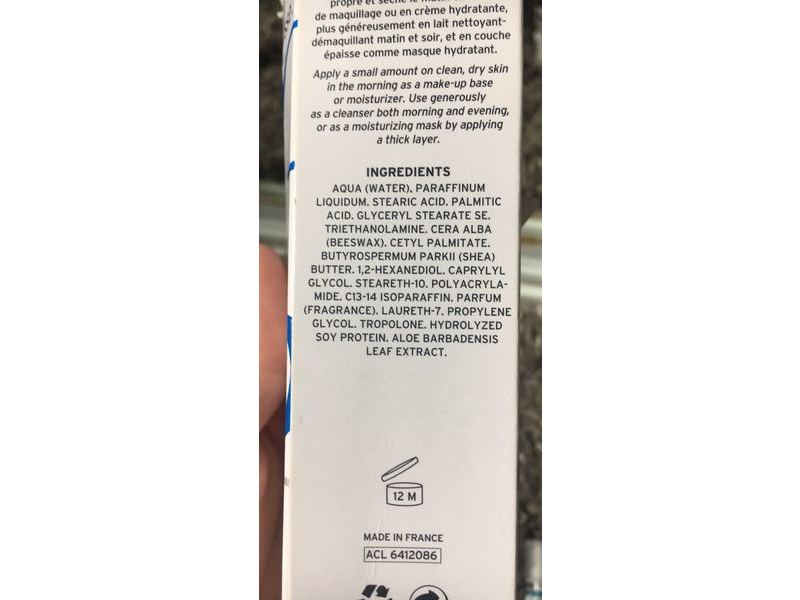 propre et séché le matin
de maquillage ou en crème hydratante,
plus généreusement en lait nettoyant-
démaquillant matin et soir, et en couche
épaisse comme masque hydratant.
Apply a small amount on clean, dry skin
in the morning as a make-up base
or moisturizer. Use generously
as a cleanser both morning and evening,
or as a moisturizing mask by applying
a thick layer.
INGREDIENTS
AQUA (WATER). PARAFFINUM
LIQUIDUM. STEARIC ACID. PALMITIC
ACID. GLYCERYL STEARATE SE.
TRIETHANOLAMINE. CERA ALBA
(BEESWAX). CETYL PALMITATE.
BUTYROSPERMUM PARKII (SHEA)
BUTTER. 1,2-HEXANEDIOL. CAPRYLYL
GLYCOL. STEARETH-10. POLYACRYLA-
MIDE. C13-14 ISOPARAFFIN. PARFUM
(FRAGRANCE). LAURETH-7. PROPYLENE
GLYCOL. TROPOLONE. HYDROLYZED
SOY PROTEIN. ALOE BARBADENSIS
LEAF EXTRACT.
12 M
MADE IN FRANCE
ACL 6412086